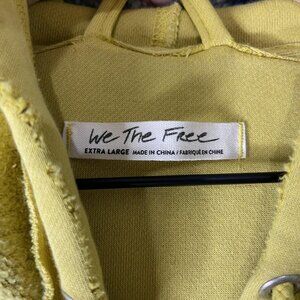 We The Free
EXTRA LARGE MADE IN CHINA / FABRIQUÉ EN CHINE